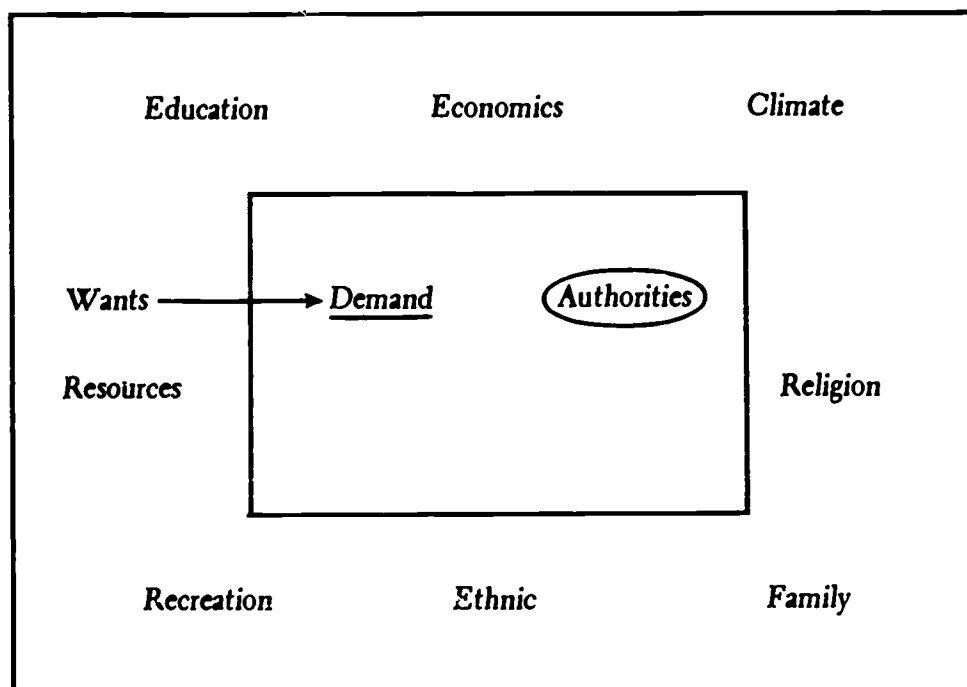 Education Economics Climate
Wants Demand Authorities
Resources Religion
Recreation Ethnic Family